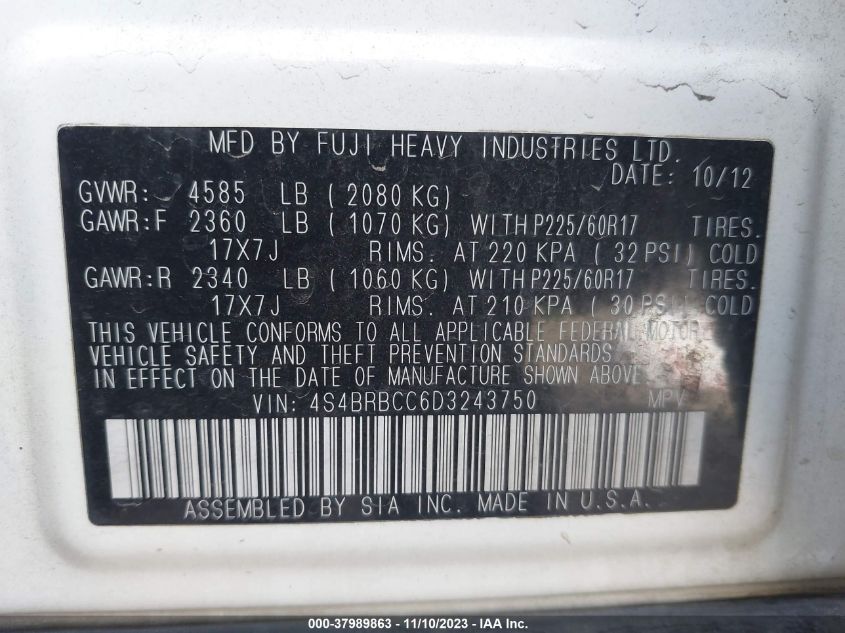 MFD BY FUJI HEAVY INDUSTRIES LTD.
DATE: 10/12
GVWR: 4585 LB ( 2080 KG)
GAWR:F 2360 LB ( 1070 KG) WITH P225/60R17 TIRES.
17X7J RIMS. AT 220 KPA ( 32 PSI) COLD
GAWR:R 2340 LB ( 1060 KG) WITH P225/60R17 TIRES.
17X7J RIMS. AT 210 KPA ( 30 PSI) COLD
THIS VEHICLE CONFORMS TO ALL APPLICABLE FEDERAL MOTOR
VEHICLE SAFETY AND THEFT PREVENTION STANDARDS
IN EFFECT ON THE DATE OF MANUFACTURE SHOWN ABOVE.
VIN: 4S4BRBCC6D3243750 MPV
ASSEMBLED BY SIA INC. MADE IN U.S.A.
000-37989863 - 11/10/2023 - IAA Inc.